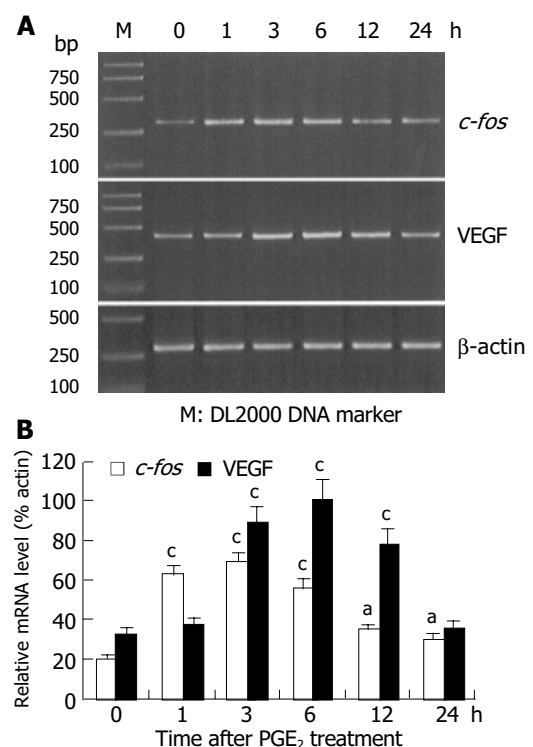 A
M 0 1 3 6 12 24 h
bp
750
500
250
100
c-fos
750
500
250
100
VEGF
500
250
100
β-actin
M: DL2000 DNA marker
B
c-fos VEGF
Relative mRNA level (% actin)
120
100
80
60
40
20
0
c c c c c c a a
0 1 3 6 12 24 h
Time after PGE₂ treatment